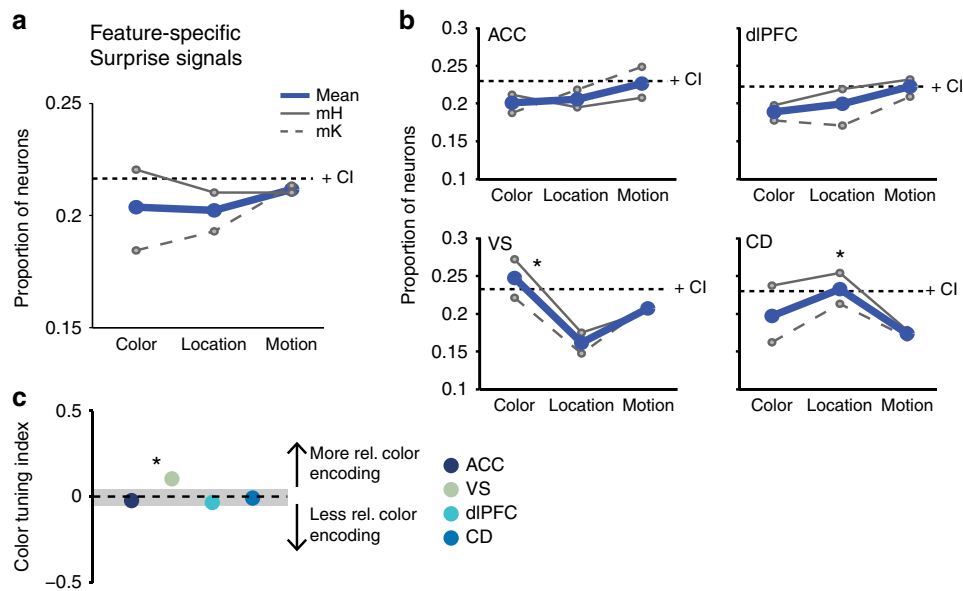 a
Feature-specific
Surprise signals
Mean
mH
mK
Proportion of neurons
0.25
0.2
0.15
+ CI
Color
Location
Motion
b
Proportion of neurons
ACC
0.3
0.25
0.2
0.15
0.1
+ CI
Color
Location
Motion
dlPFC
+ CI
Color
Location
Motion
VS
0.3
0.25
0.2
0.15
0.1
*
+ CI
Color
Location
Motion
CD
*
+ CI
Color
Location
Motion
c
Color tuning index
0.5
0
−0.5
*
More rel. color
encoding
Less rel. color
encoding
ACC
VS
dlPFC
CD